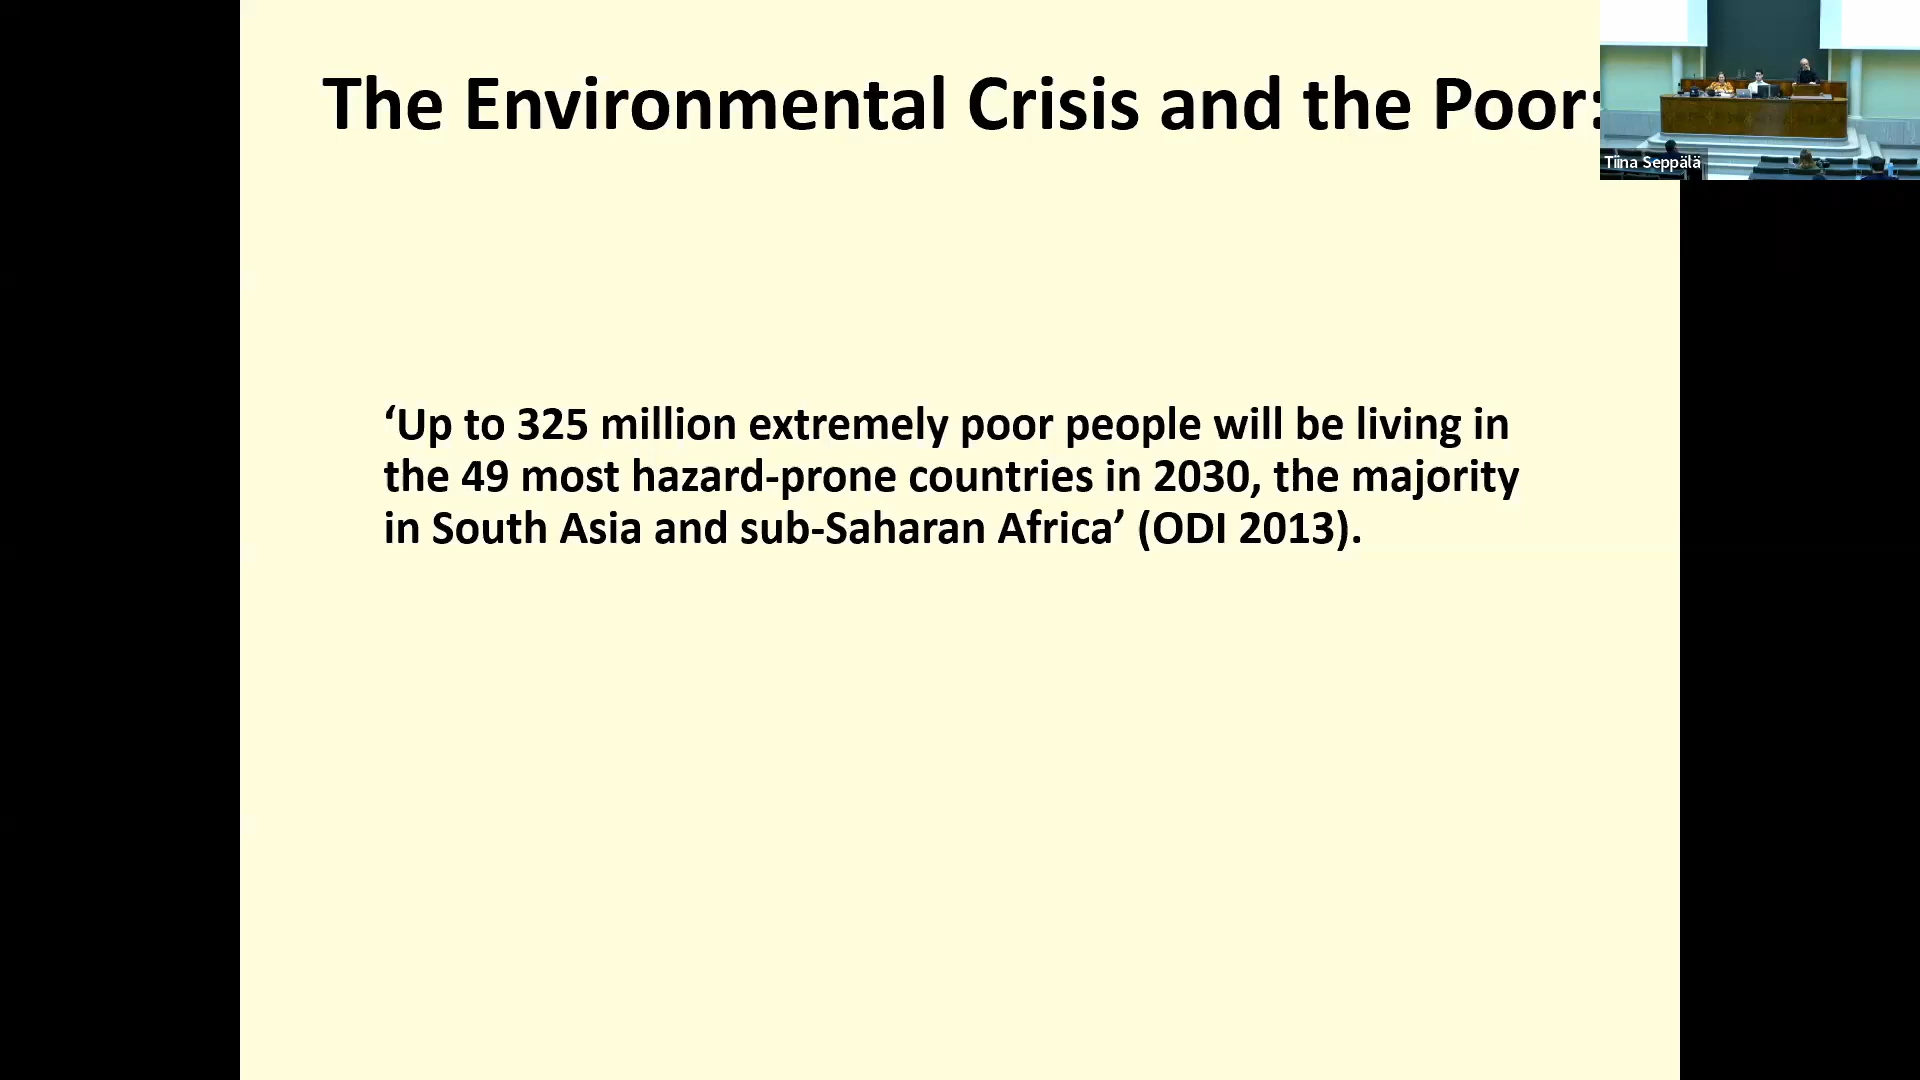 The Environmental Crisis and the Poor:
Tiina Seppälä
‘Up to 325 million extremely poor people will be living in
the 49 most hazard-prone countries in 2030, the majority
in South Asia and sub-Saharan Africa’ (ODI 2013).